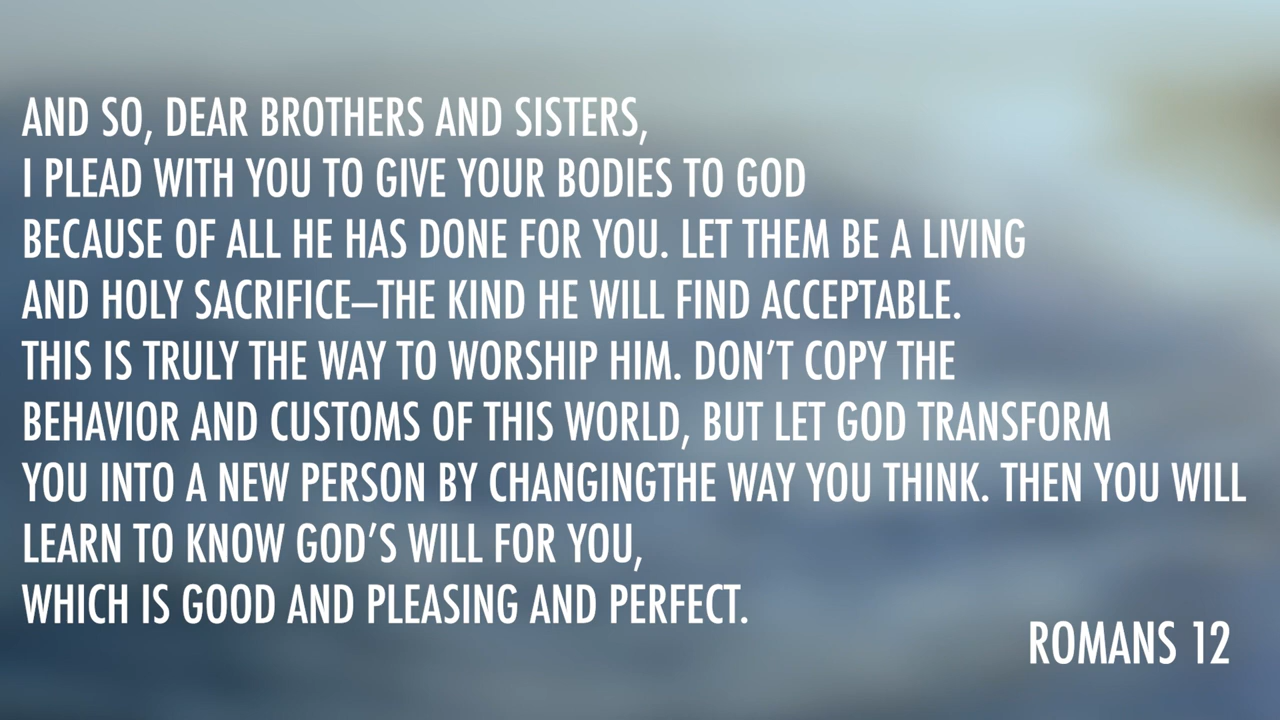 AND SO, DEAR BROTHERS AND SISTERS,
I PLEAD WITH YOU TO GIVE YOUR BODIES TO GOD
BECAUSE OF ALL HE HAS DONE FOR YOU. LET THEM BE A LIVING
AND HOLY SACRIFICE—THE KIND HE WILL FIND ACCEPTABLE.
THIS IS TRULY THE WAY TO WORSHIP HIM. DON’T COPY THE
BEHAVIOR AND CUSTOMS OF THIS WORLD, BUT LET GOD TRANSFORM
YOU INTO A NEW PERSON BY CHANGINGTHE WAY YOU THINK. THEN YOU WILL
LEARN TO KNOW GOD’S WILL FOR YOU,
WHICH IS GOOD AND PLEASING AND PERFECT.
ROMANS 12